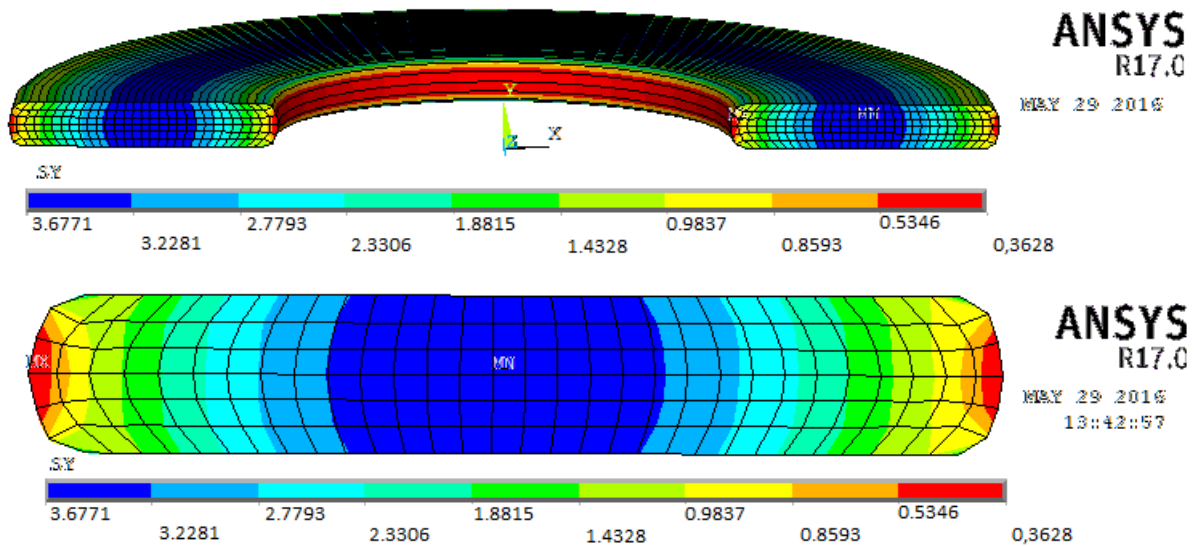 ANSYS
R17.0
MAY 29 2016
Y
MX
MN
Z
X
SY
3.6771 2.7793 1.8815 0.9837 0.5346
3.2281 2.3306 1.4328 0.8593 0,3628
ANSYS
R17.0
MX
MN
MAY 29 2016
13:42:57
SY
3.6771 2.7793 1.8815 0.9837 0.5346
3.2281 2.3306 1.4328 0.8593 0,3628